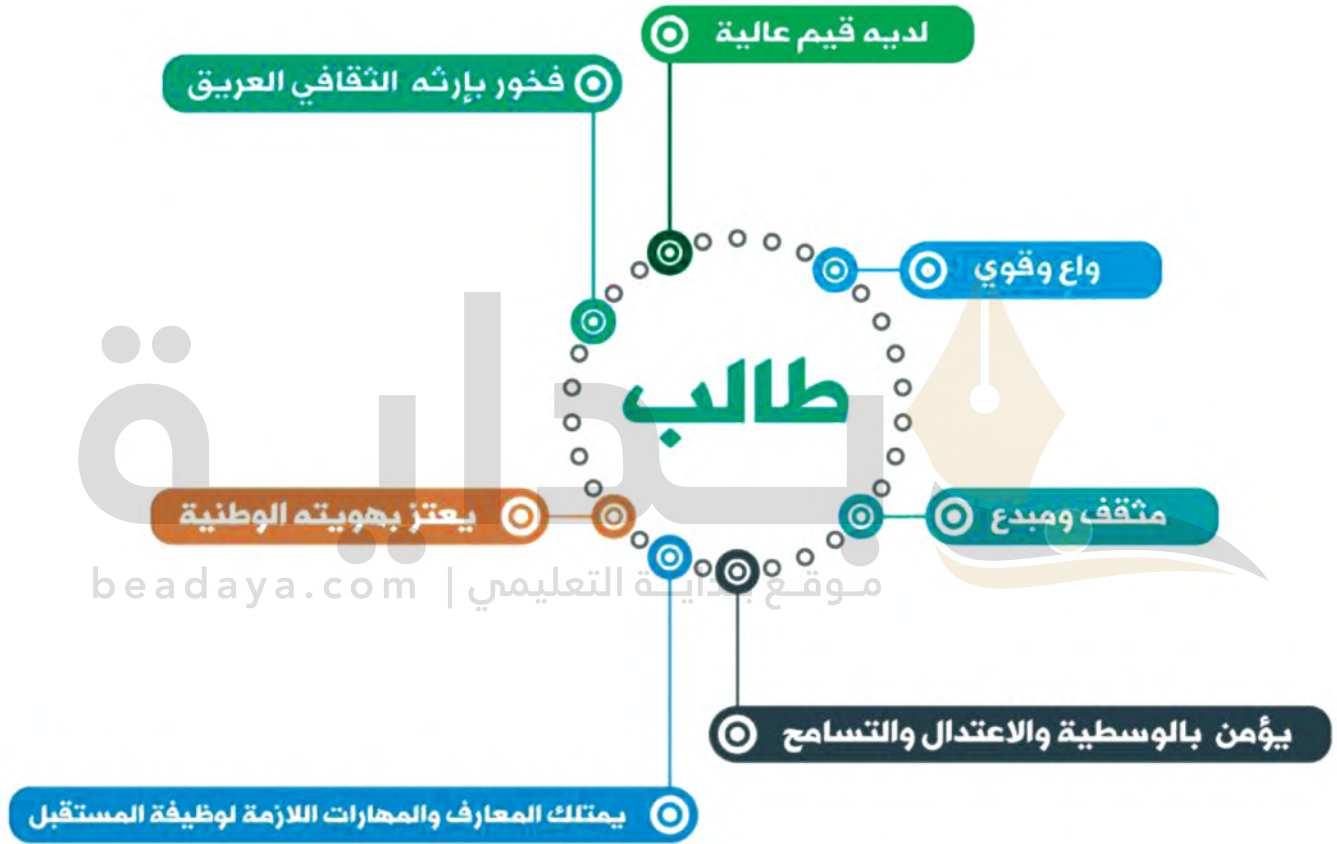 لديه قيم عالية
فخور بإرثه الثقافي العريق
واع وقوي
طالب
بداية
مثقف ومبدع
يعتز بهويته الوطنية
موقع بداية التعليمي | beadaya.com
يؤمن بالوسطية والاعتدال والتسامح
يمتلك المعارف والمهارات اللازمة لوظيفة المستقبل